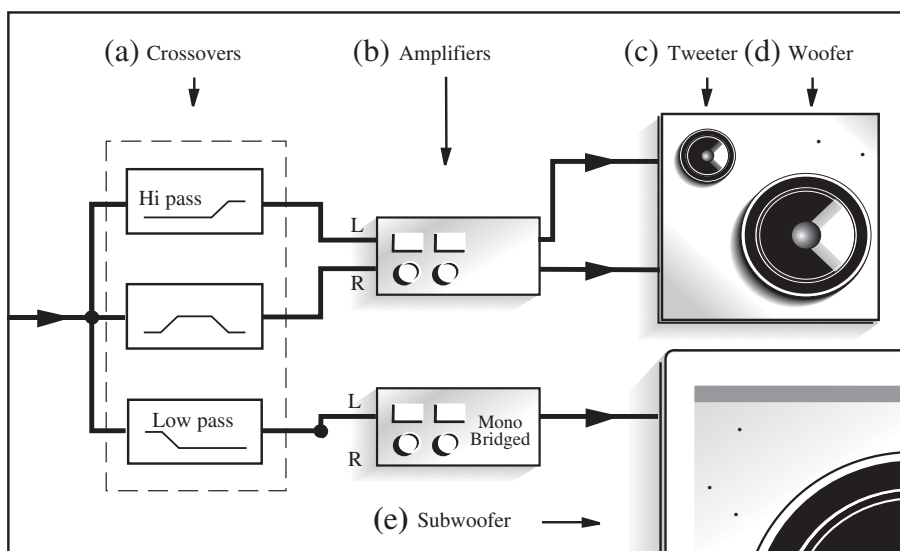 (a) Crossovers
(b) Amplifiers
(c) Tweeter (d) Woofer
Hi pass
L
R
Low pass
L
R
Mono
Bridged
(e) Subwoofer